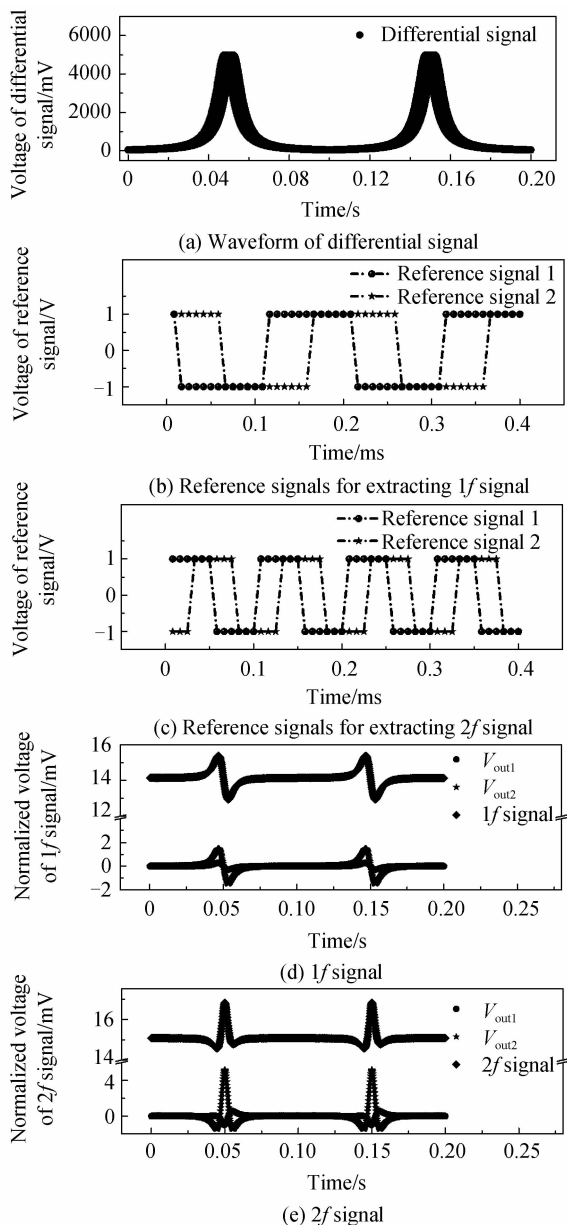 Voltage of differential
signal/mV
6000
4000
2000
0
Differential signal
0
0.04
0.08
0.12
0.16
0.20
Time/s
(a) Waveform of differential signal
Voltage of reference
signal/V
1
0
−1
Reference signal 1
Reference signal 2
0
0.1
0.2
0.3
0.4
Time/ms
(b) Reference signals for extracting 1f signal
Voltage of reference
signal/V
1
0
−1
Reference signal 1
Reference signal 2
0
0.1
0.2
0.3
0.4
Time/ms
(c) Reference signals for extracting 2f signal
Normalized voltage
of 1f signal/mV
16
14
12
2
0
−2
Vout1
Vout2
1f signal
0
0.05
0.10
0.15
0.20
0.25
Time/s
(d) 1f signal
Normalized voltage
of 2f signal/mV
16
14
4
0
Vout1
Vout2
2f signal
0
0.05
0.10
0.15
0.20
0.25
Time/s
(e) 2f signal